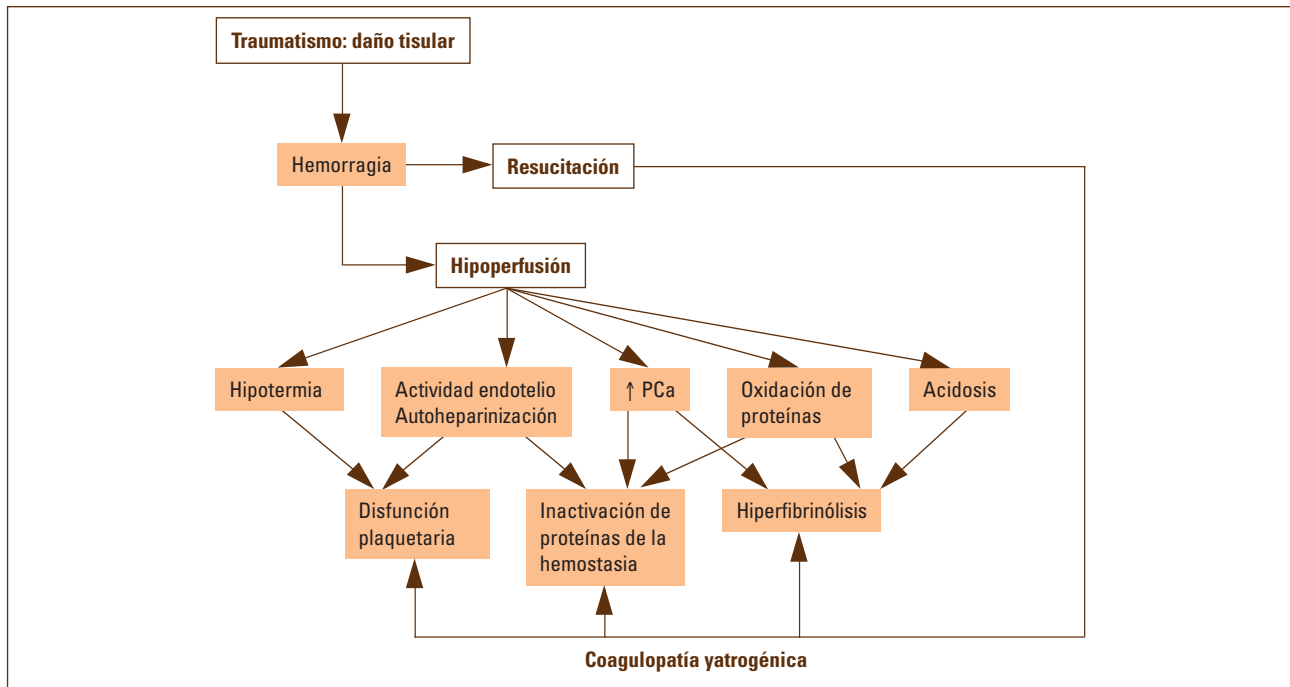 Traumatismo: daño tisular
Hemorragia
Resucitación
Hipoperfusión
Hipotermia
Actividad endotelio
Autoheparinización
↑ PCa
Oxidación de
proteínas
Acidosis
Disfunción
plaquetaria
Inactivación de
proteínas de la
hemostasia
Hiperfibrinólisis
Coagulopatía yatrogénica